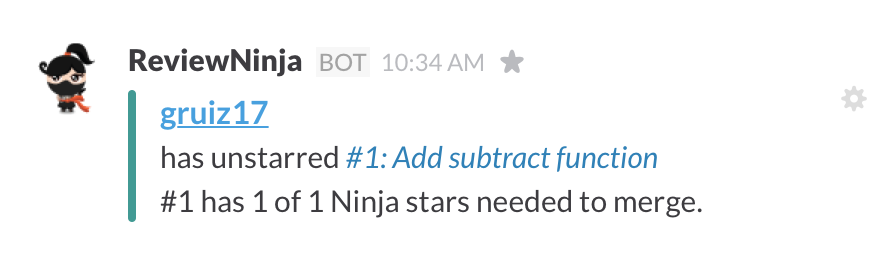 ReviewNinja BOT 10:34 AM
gruiz17
has unstarred #1: Add subtract function
#1 has 1 of 1 Ninja stars needed to merge.